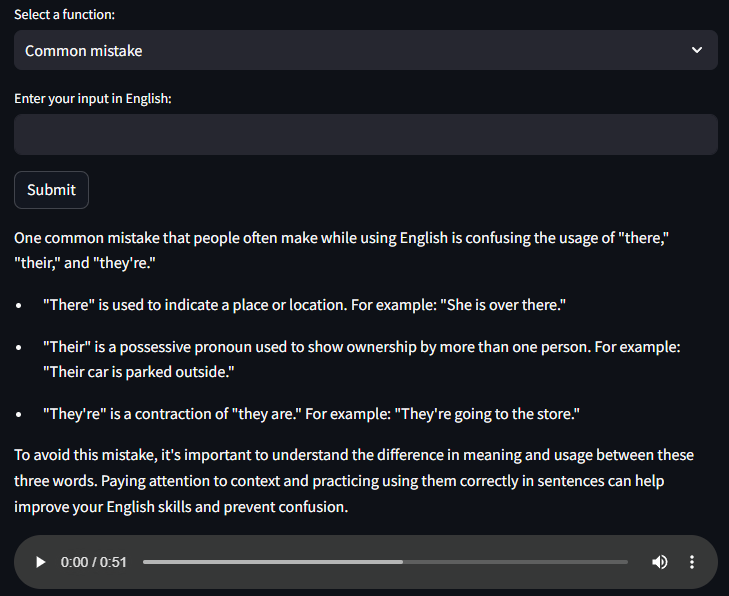 Select a function:
Common mistake
Enter your input in English:
Submit
One common mistake that people often make while using English is confusing the usage of "there,"
"their," and "they're."
• "There" is used to indicate a place or location. For example: "She is over there."
• "Their" is a possessive pronoun used to show ownership by more than one person. For example:
"Their car is parked outside."
• "They're" is a contraction of "they are." For example: "They're going to the store."
To avoid this mistake, it's important to understand the difference in meaning and usage between these
three words. Paying attention to context and practicing using them correctly in sentences can help
improve your English skills and prevent confusion.
0:00 / 0:51